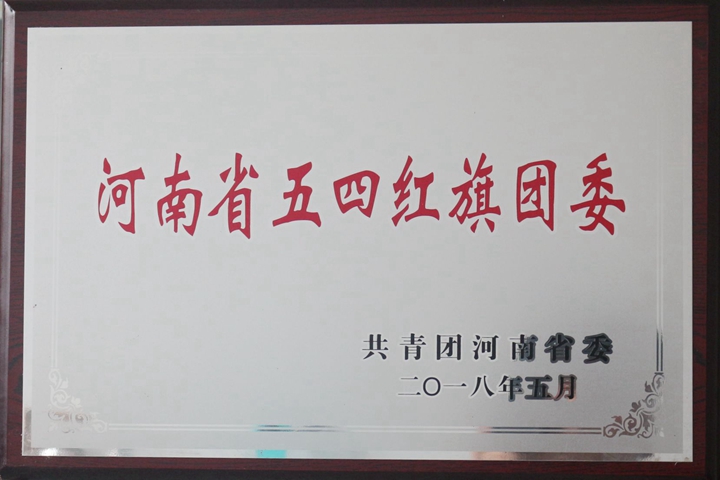 河南省五四红旗团委
共青团河南省委
二〇一八年五月